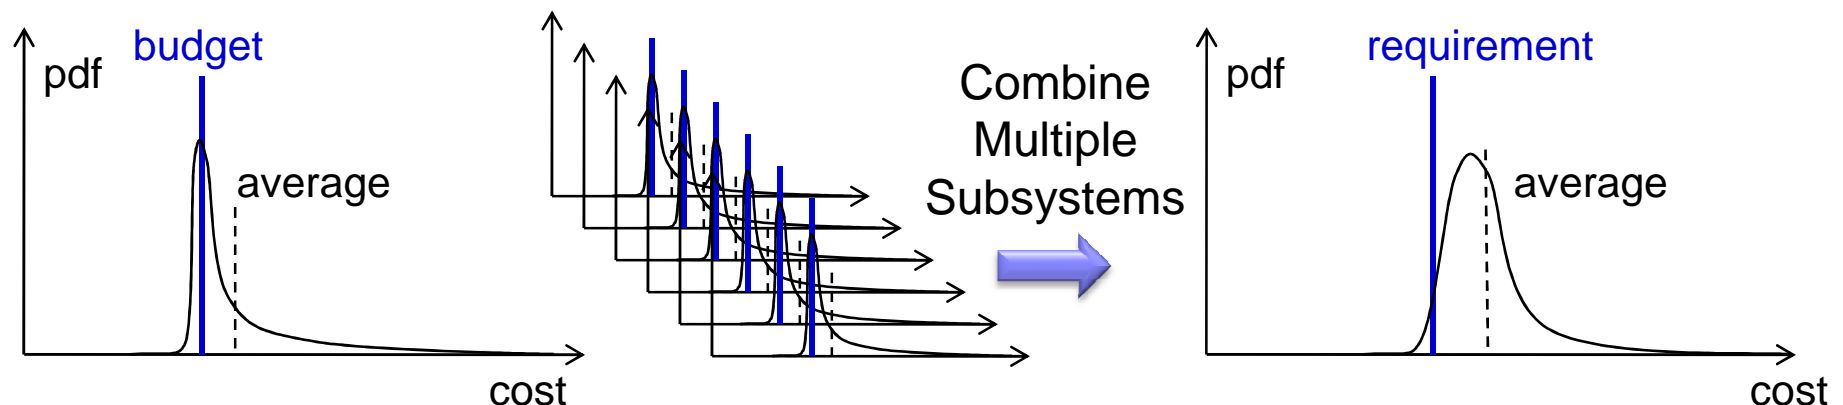 budget
pdf
average
cost
Combine
Multiple
Subsystems
requirement
pdf
average
cost